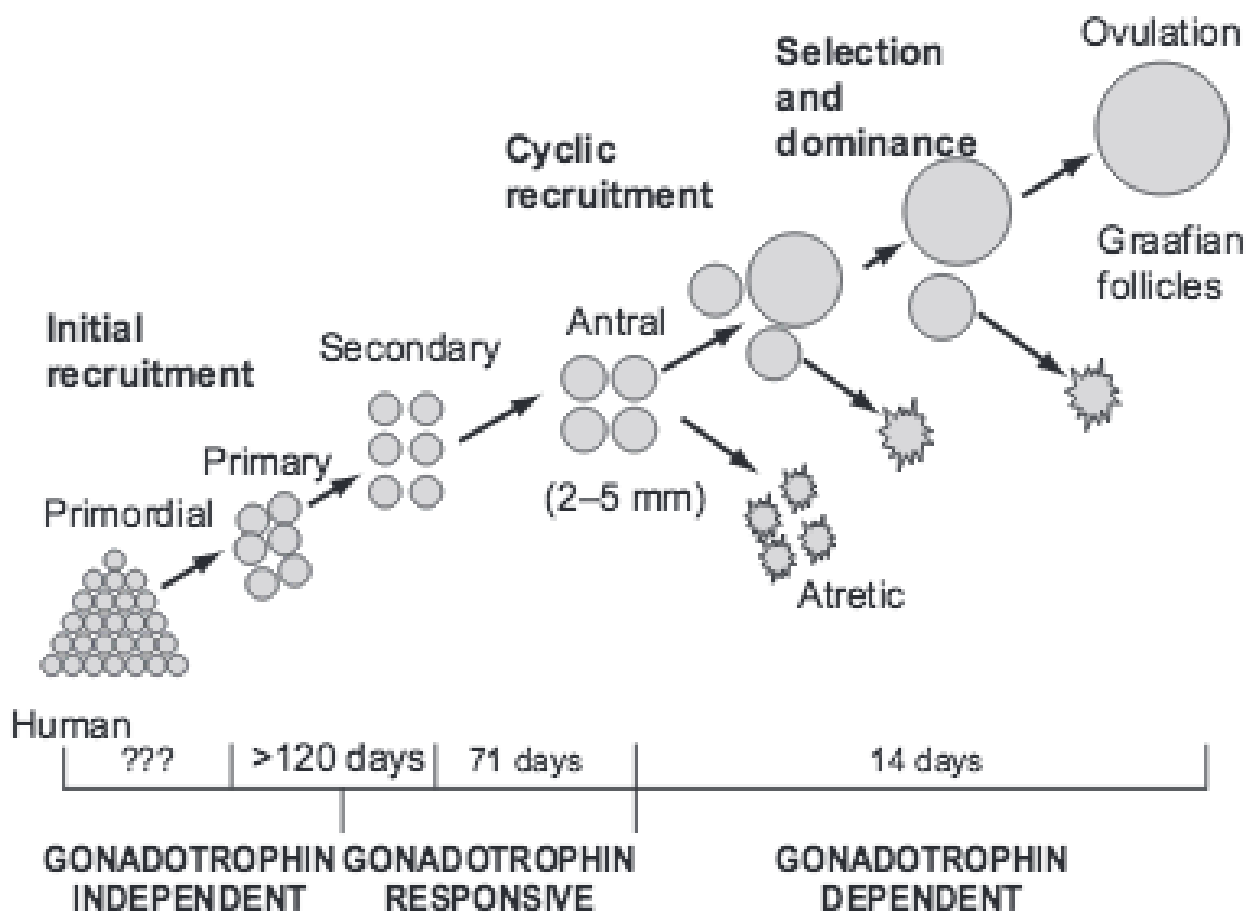 Ovulation
Selection
and
dominance
Cyclic
recruitment
Graafian
follicles
Antral
Initial
recruitment
Secondary
Primary
(2–5 mm)
Primordial
Atretic
Human
??? >120 days 71 days 14 days
GONADOTROPHIN INDEPENDENT
GONADOTROPHIN RESPONSIVE
GONADOTROPHIN DEPENDENT